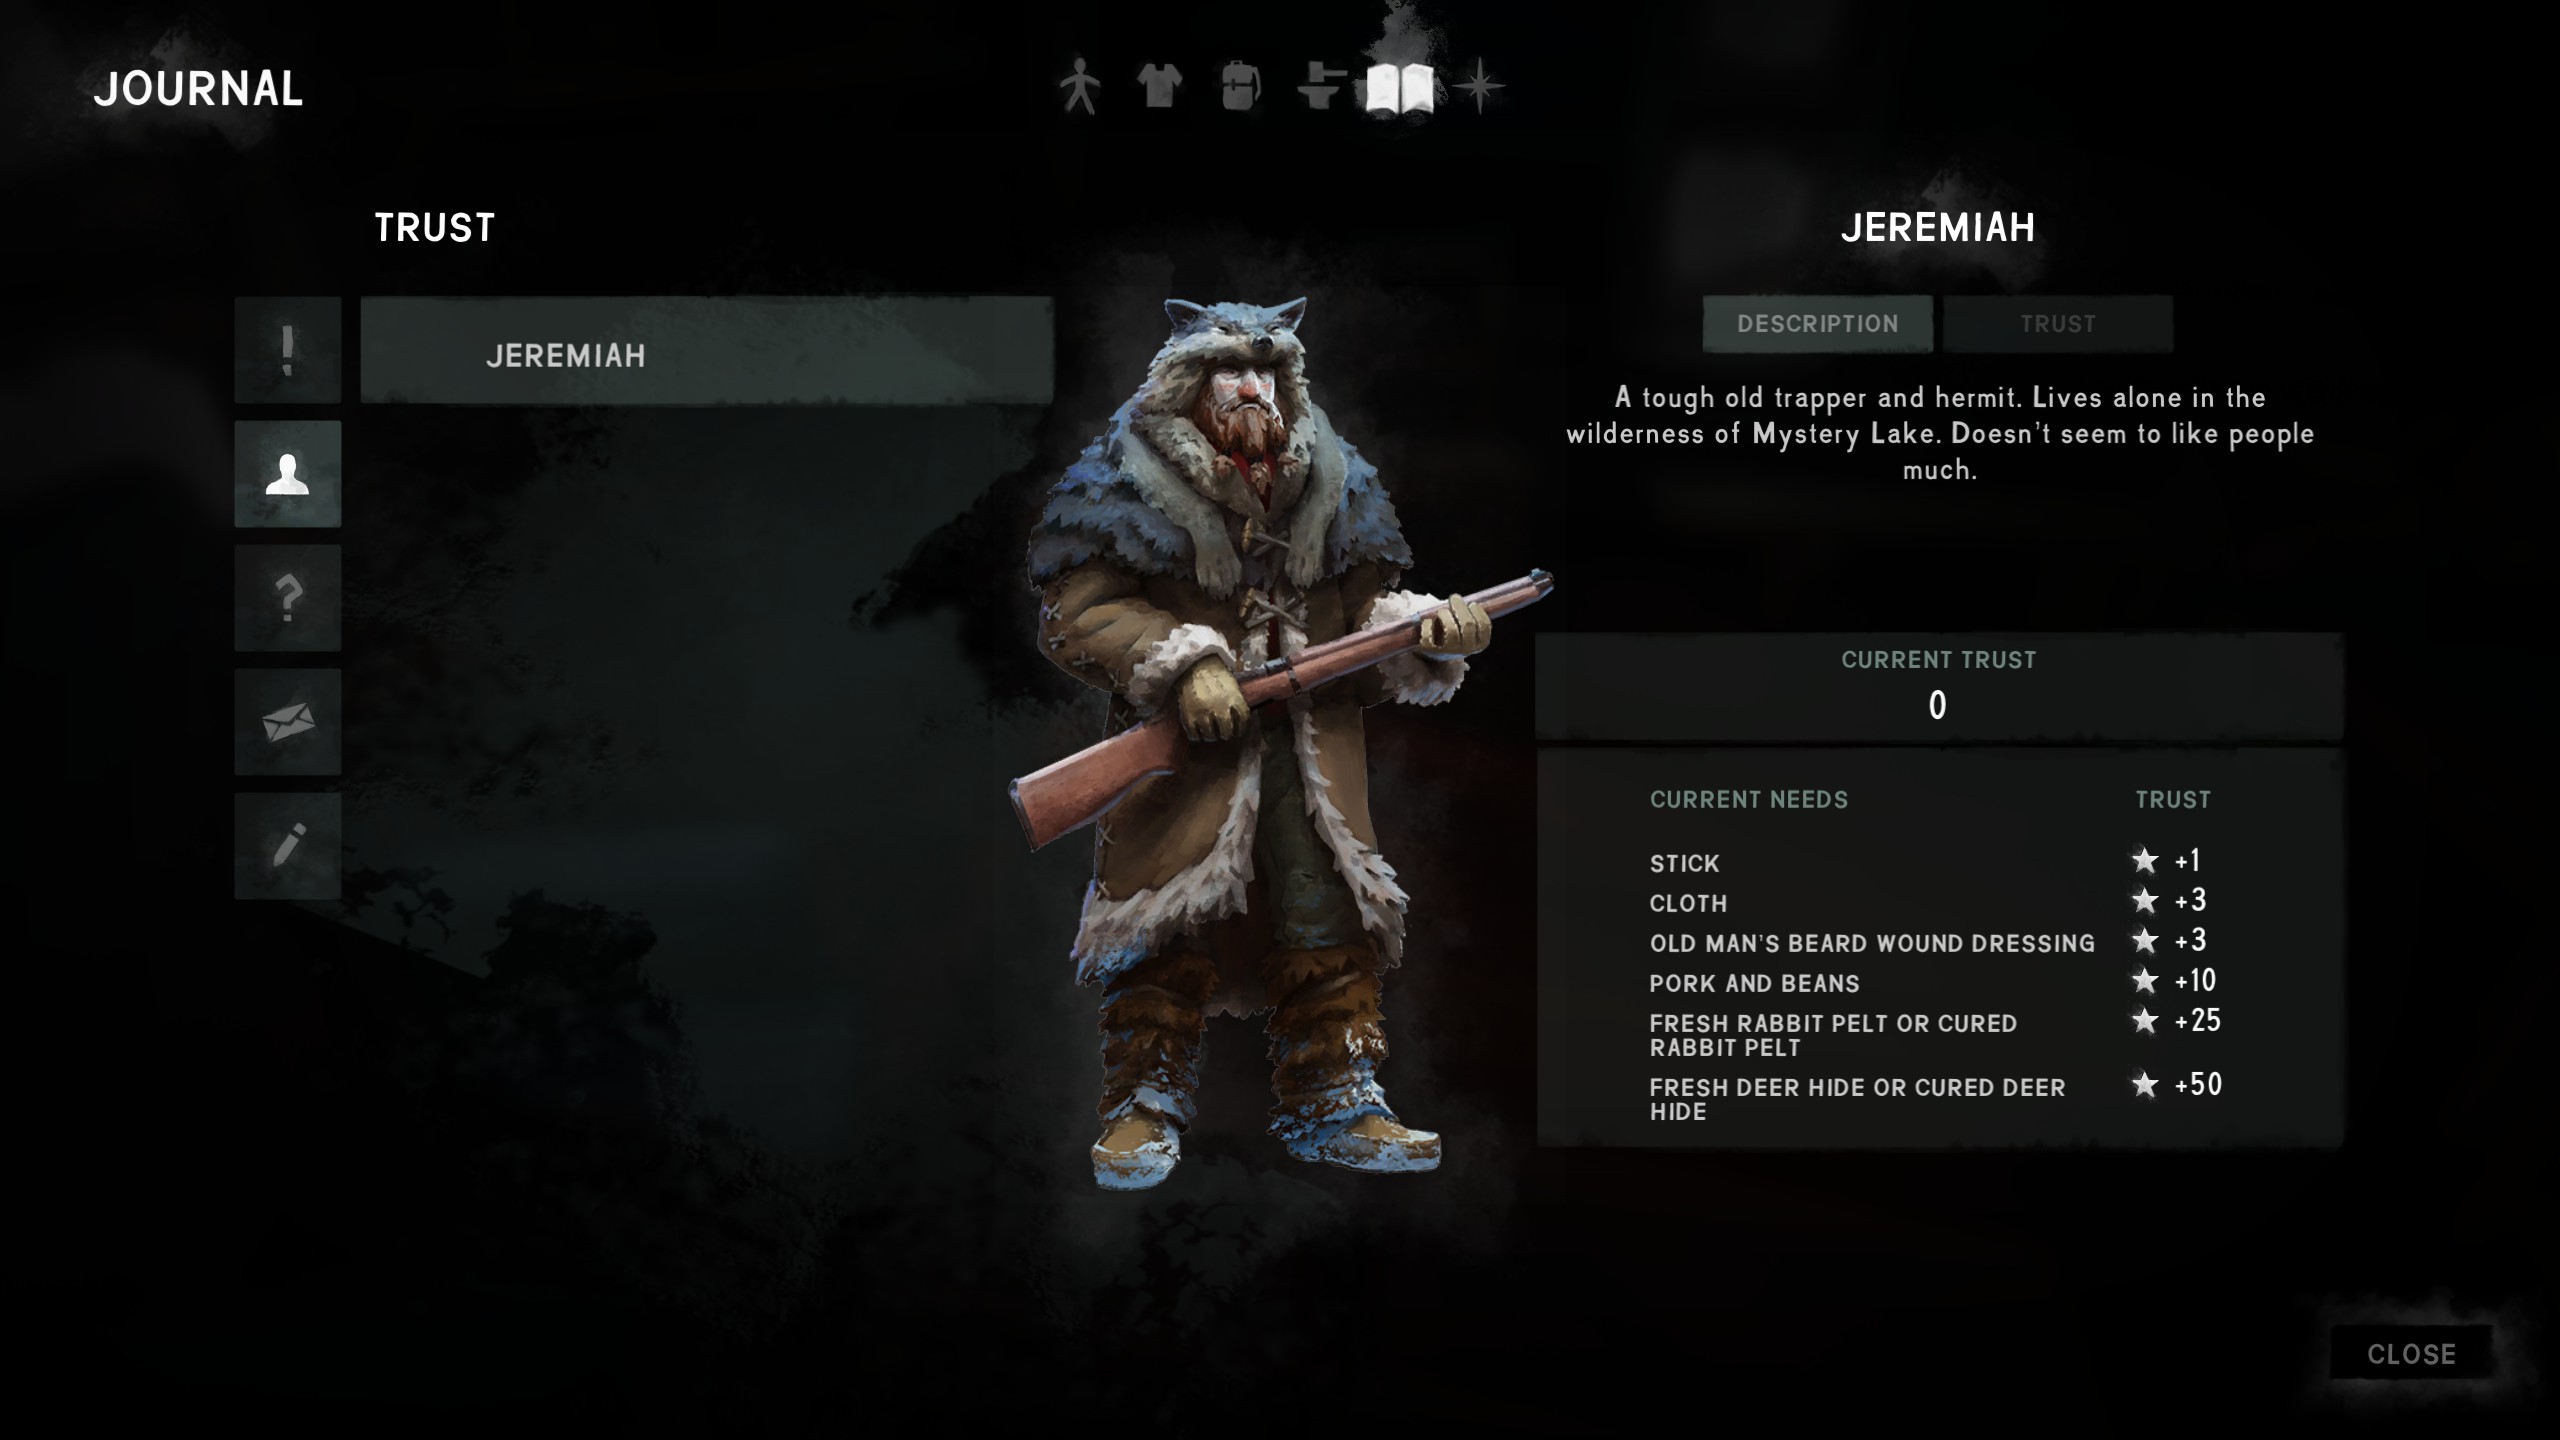 JOURNAL
TRUST
JEREMIAH
JEREMIAH
DESCRIPTION
TRUST
A tough old trapper and hermit. Lives alone in the
wilderness of Mystery Lake. Doesn't seem to like people
much.
CURRENT TRUST
0
CURRENT NEEDS TRUST
STICK +1
CLOTH +3
OLD MAN'S BEARD WOUND DRESSING +3
PORK AND BEANS +10
FRESH RABBIT PELT OR CURED +25
RABBIT PELT
FRESH DEER HIDE OR CURED DEER +50
HIDE
CLOSE